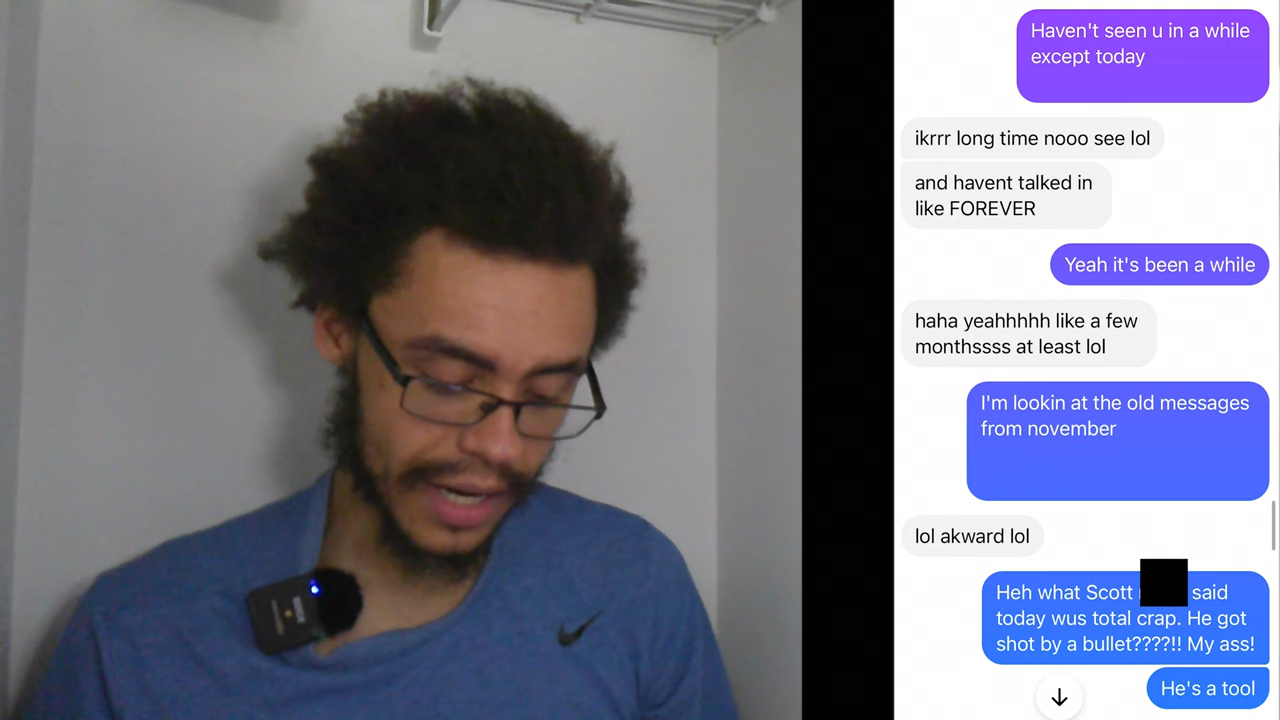 Haven't seen u in a while
except today
ikrrr long time nooo see lol
and havent talked in
like FOREVER
Yeah it's been a while
haha yeahhhhh like a few
monthssss at least lol
I'm lookin at the old messages
from november
lol akward lol
Heh what Scott said
today wus total crap. He got
shot by a bullet????!! My ass!
He's a tool